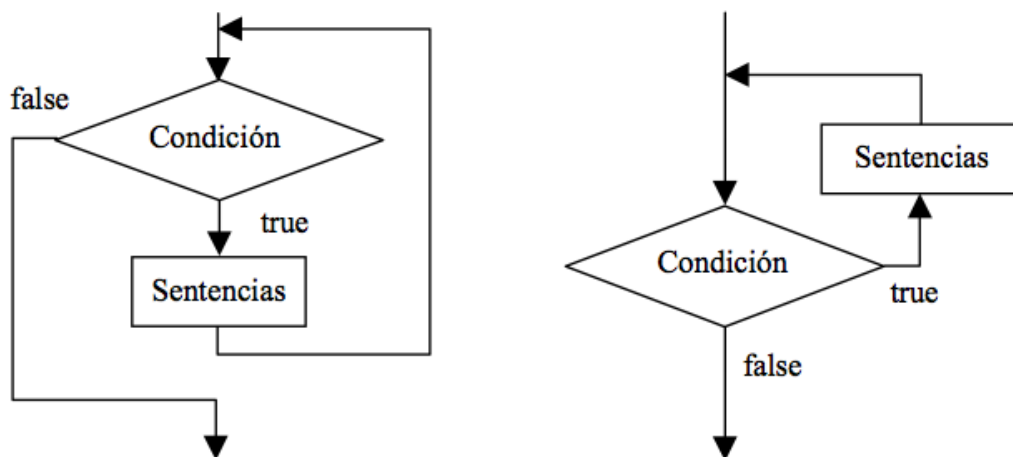 false
Condición
true
Sentencias
Sentencias
Condición
true
false